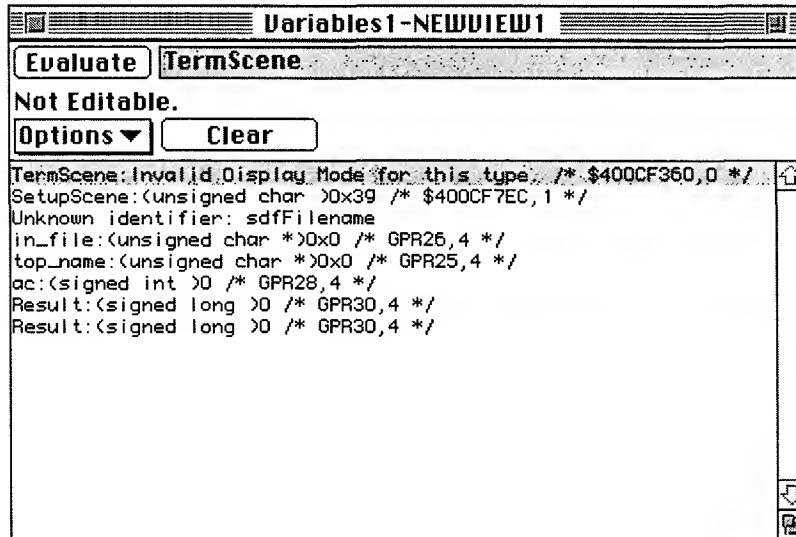 Variables1-NEWVIEW1
Evaluate TermScene
Not Editable.
Options Clear
TermScene:Invalid Display Mode for this type. /* $400CF360,0 */
SetupScene:(unsigned char )0x39 /* $400CF7EC,1 */
Unknown identifier: sdfFilename
in_file:(unsigned char *)0x0 /* GPR26,4 */
top_name:(unsigned char *)0x0 /* GPR25,4 */
ac:(signed int )0 /* GPR28,4 */
Result:(signed long )0 /* GPR30,4 */
Result:(signed long )0 /* GPR30,4 */